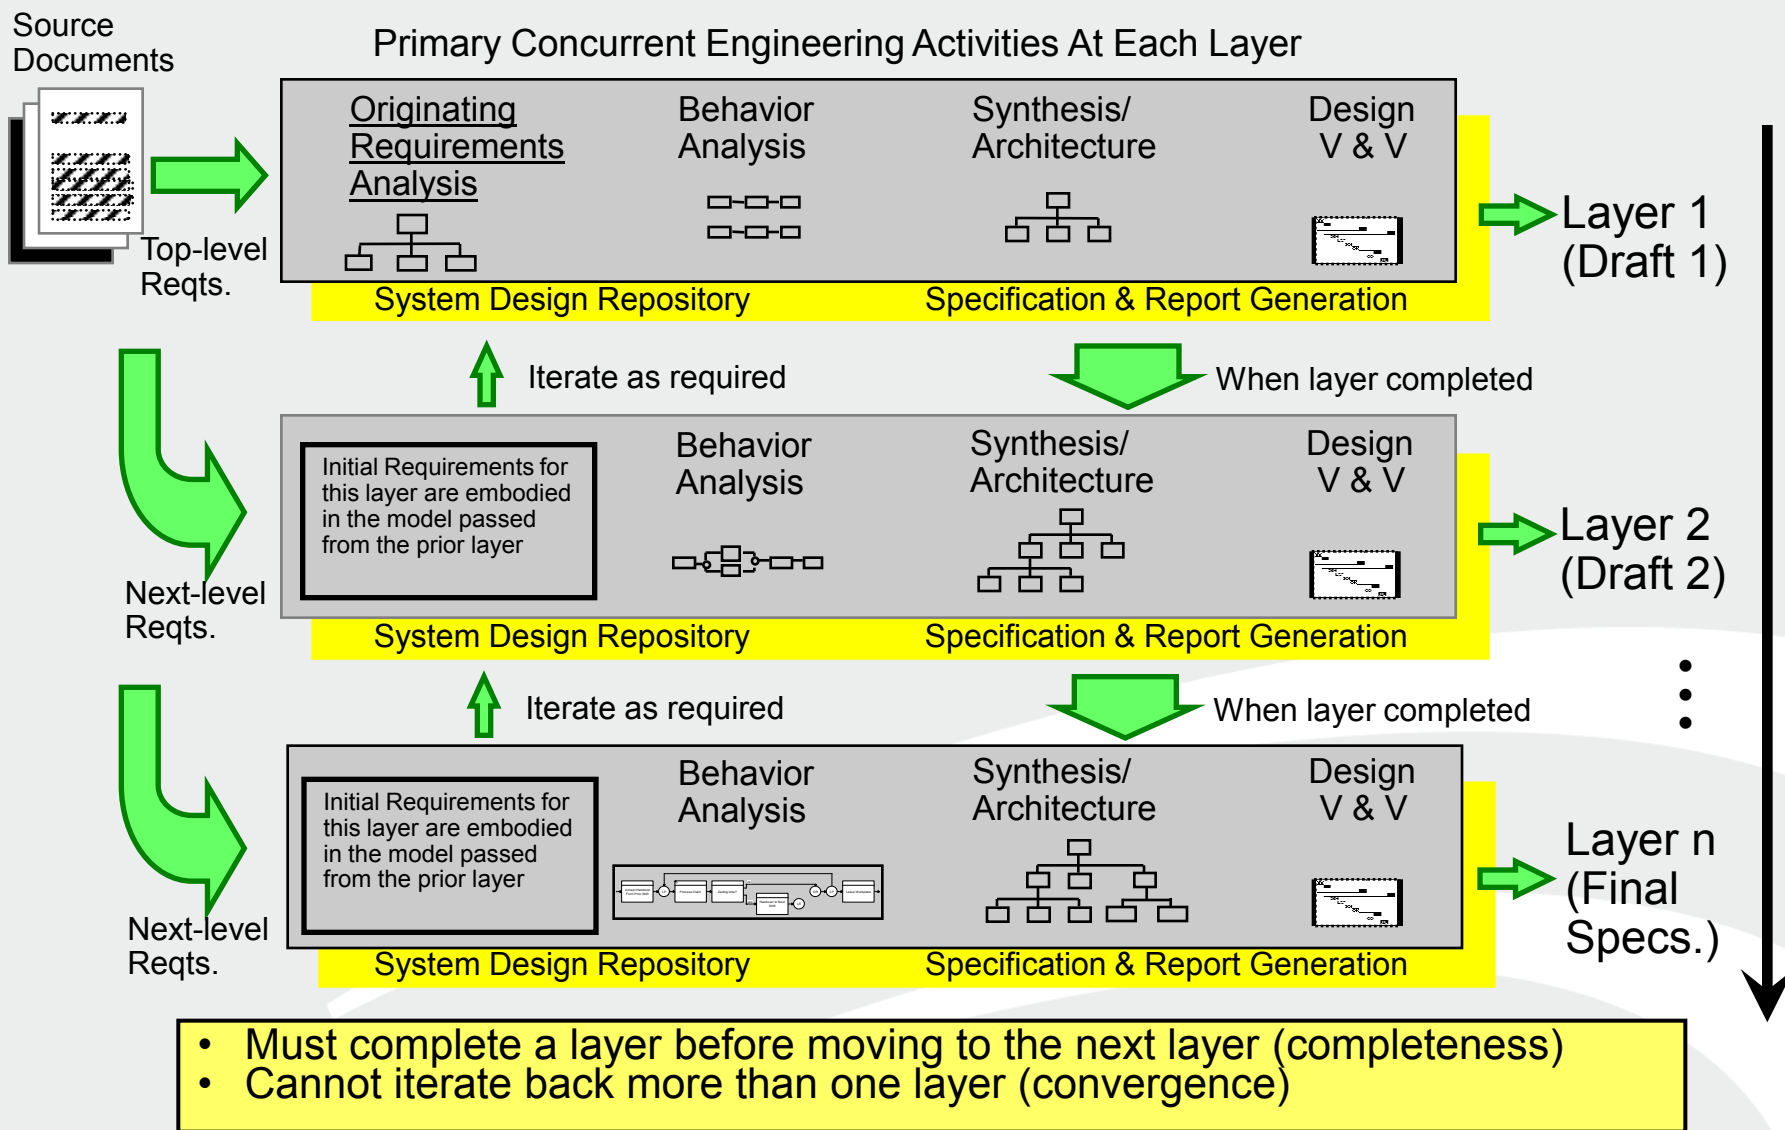 Source
Documents
Primary Concurrent Engineering Activities At Each Layer
Originating
Requirements
Analysis
Behavior
Analysis
Synthesis/
Architecture
Design
V & V
Top-level
Reqts.
Layer 1
(Draft 1)
System Design Repository
Specification & Report Generation
Iterate as required
When layer completed
Initial Requirements for
this layer are embodied
in the model passed
from the prior layer
Behavior
Analysis
Synthesis/
Architecture
Design
V & V
Next-level
Reqts.
Layer 2
(Draft 2)
System Design Repository
Specification & Report Generation
Iterate as required
When layer completed
Initial Requirements for
this layer are embodied
in the model passed
from the prior layer
Behavior
Analysis
Synthesis/
Architecture
Design
V & V
Next-level
Reqts.
Layer n
(Final
Specs.)
System Design Repository
Specification & Report Generation
• Must complete a layer before moving to the next layer (completeness)
• Cannot iterate back more than one layer (convergence)